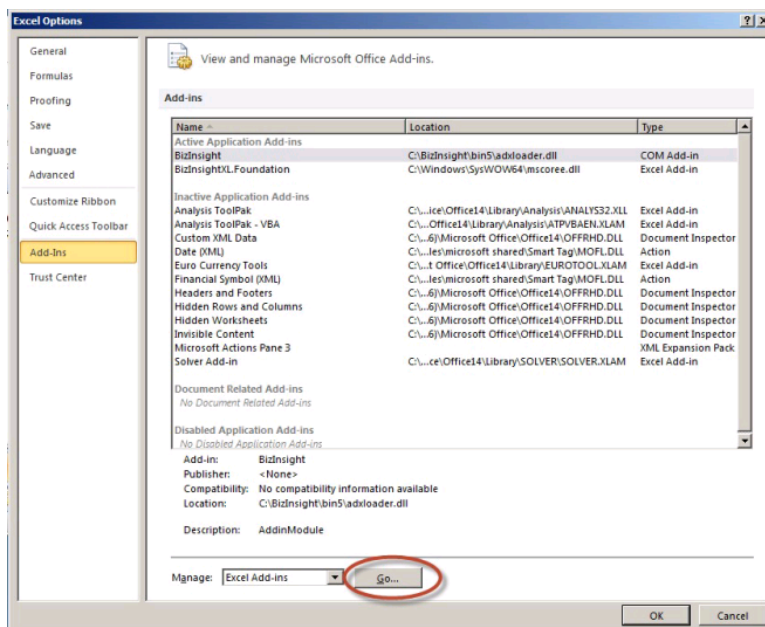 Excel Options
General
Formulas
Proofing
Save
Language
Advanced
Customize Ribbon
Quick Access Toolbar
Add-Ins
Trust Center
View and manage Microsoft Office Add-ins.
Add-ins
Name Location Type
Active Application Add-ins
BizInsight C:\BizInsight\bin5\adxloader.dll COM Add-in
BizInsightXL.Foundation C:\Windows\SysWOW64\mscoree.dll Excel Add-in
Inactive Application Add-ins
Analysis ToolPak C:\...ice\Office14\Library\Analysis\ANALYS32.XLL Excel Add-in
Analysis ToolPak - VBA C:\...Office14\Library\Analysis\ATPVBAEN.XLAM Excel Add-in
Custom XML Data C:\...6)\Microsoft Office\Office14\OFFRHD.DLL Document Inspector
Date (XML) C:\...les\microsoft shared\Smart Tag\MOFL.DLL Action
Euro Currency Tools C:\...t Office\Office14\Library\EUROTOOL.XLAM Excel Add-in
Financial Symbol (XML) C:\...les\microsoft shared\Smart Tag\MOFL.DLL Action
Headers and Footers C:\...6)\Microsoft Office\Office14\OFFRHD.DLL Document Inspector
Hidden Rows and Columns C:\...6)\Microsoft Office\Office14\OFFRHD.DLL Document Inspector
Hidden Worksheets C:\...6)\Microsoft Office\Office14\OFFRHD.DLL Document Inspector
Invisible Content C:\...6)\Microsoft Office\Office14\OFFRHD.DLL Document Inspector
Microsoft Actions Pane 3 XML Expansion Pack
Solver Add-in C:\...ce\Office14\Library\SOLVER\SOLVER.XLAM Excel Add-in
Document Related Add-ins
No Document Related Add-ins
Disabled Application Add-ins
No Disabled Application Add-ins
Add-in: BizInsight
Publisher: <None>
Compatibility: No compatibility information available
Location: C:\BizInsight\bin5\adxloader.dll
Description: AddinModule
Manage: Excel Add-ins Go...
OK Cancel